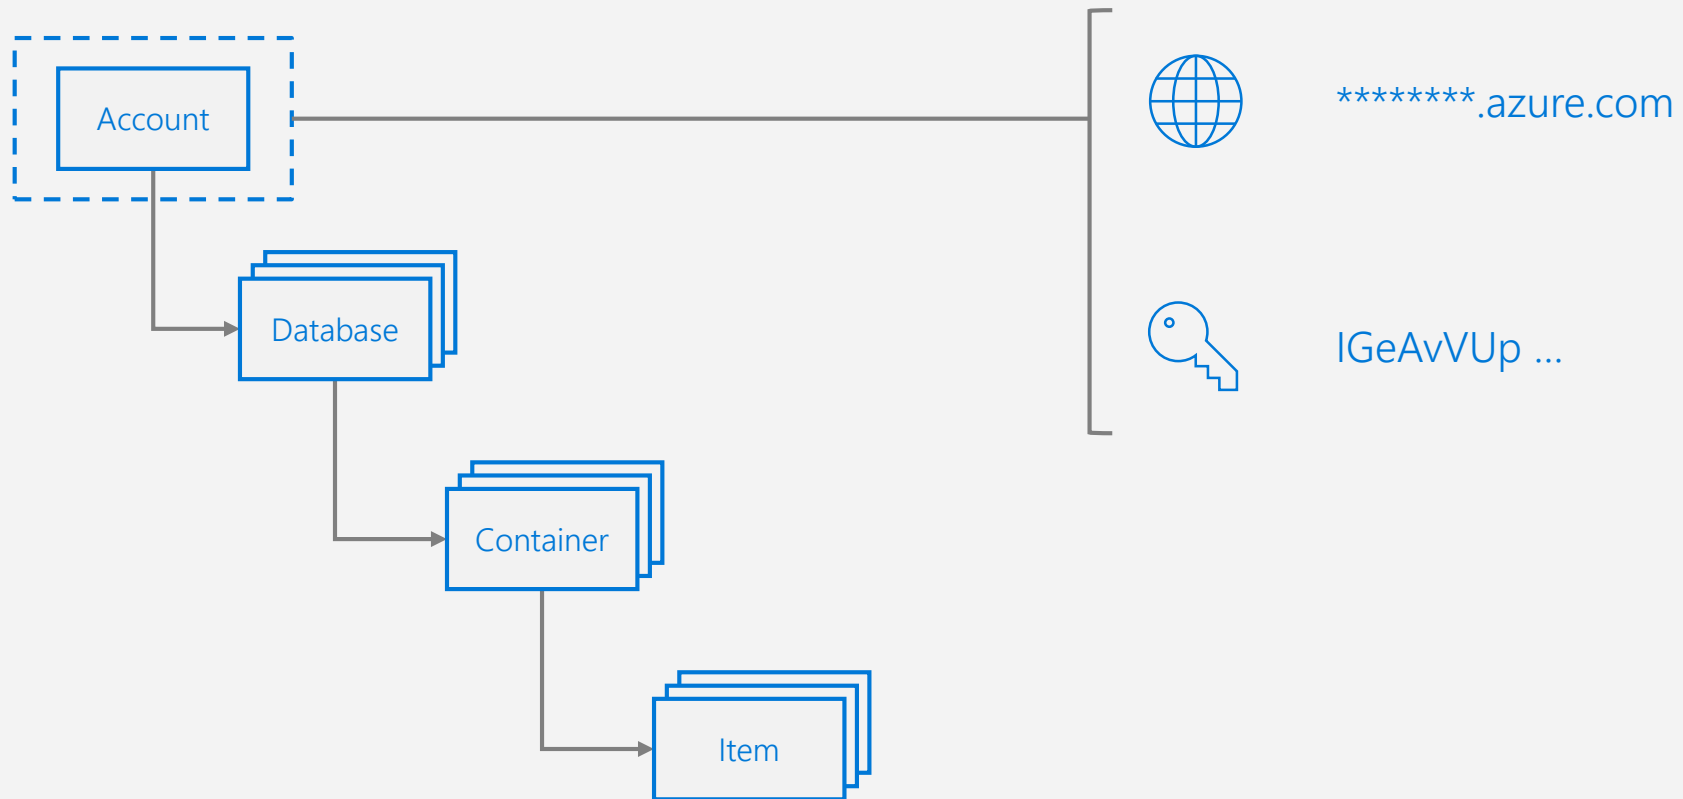 Account
********.azure.com
Database
IGeAvVUp ...
Container
Item